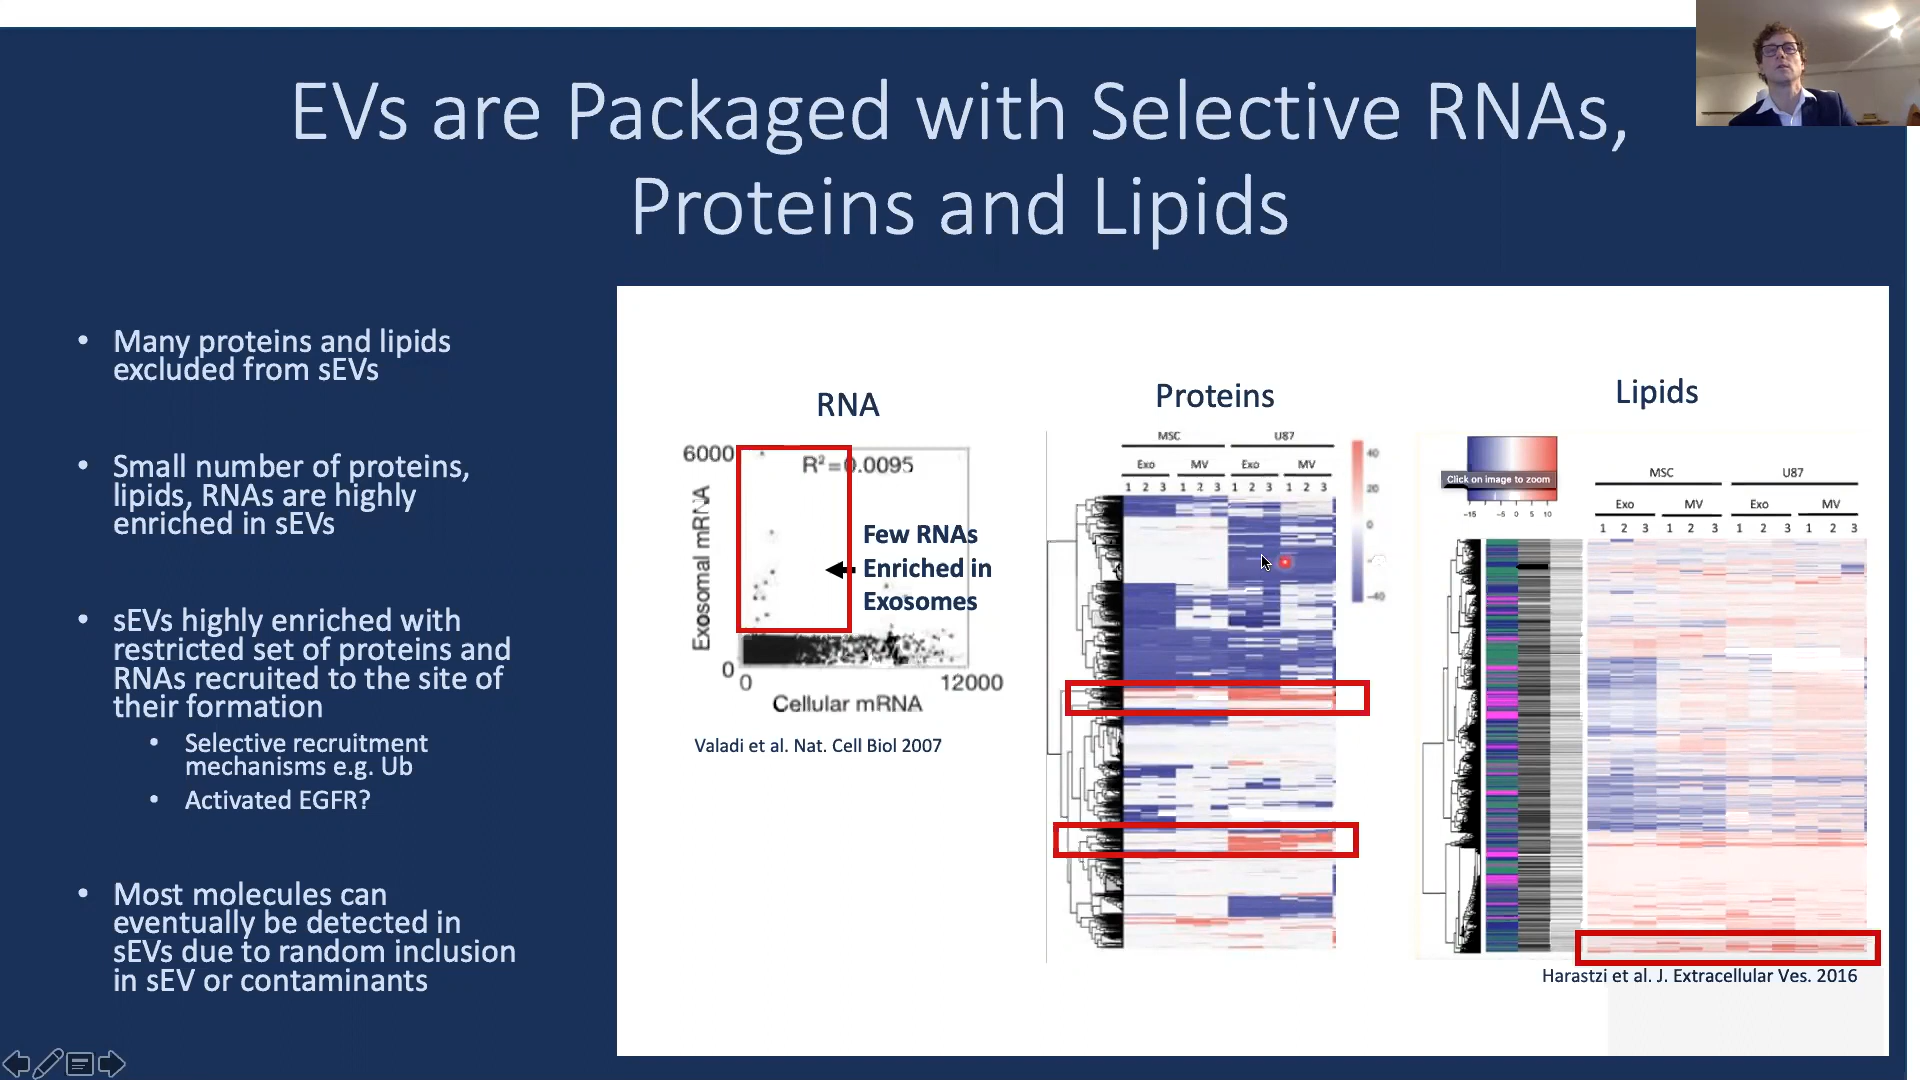 EVs are Packaged with Selective RNAs,
Proteins and Lipids
• Many proteins and lipids
excluded from sEVs
• Small number of proteins,
lipids, RNAs are highly
enriched in sEVs
• sEVs highly enriched with
restricted set of proteins and
RNAs recruited to the site of
their formation
• Selective recruitment
mechanisms e.g. Ub
• Activated EGFR?
• Most molecules can
eventually be detected in
sEVs due to random inclusion
in sEV or contaminants
RNA
6000
R²=0.0095
Exosomal mRNA
Few RNAs
Enriched in
Exosomes
0
0 12000
Cellular mRNA
Valadi et al. Nat. Cell Biol 2007
Proteins
MSC U87
Exo MV Exo MV
1 2 3 1 2 3 1 2 3 1 2 3
40
20
0
-40
Lipids
Click on image to zoom
-15 -5 0 5 10
MSC U87
Exo MV Exo MV
1 2 3 1 2 3 1 2 3 1 2 3
Harastzi et al. J. Extracellular Ves. 2016